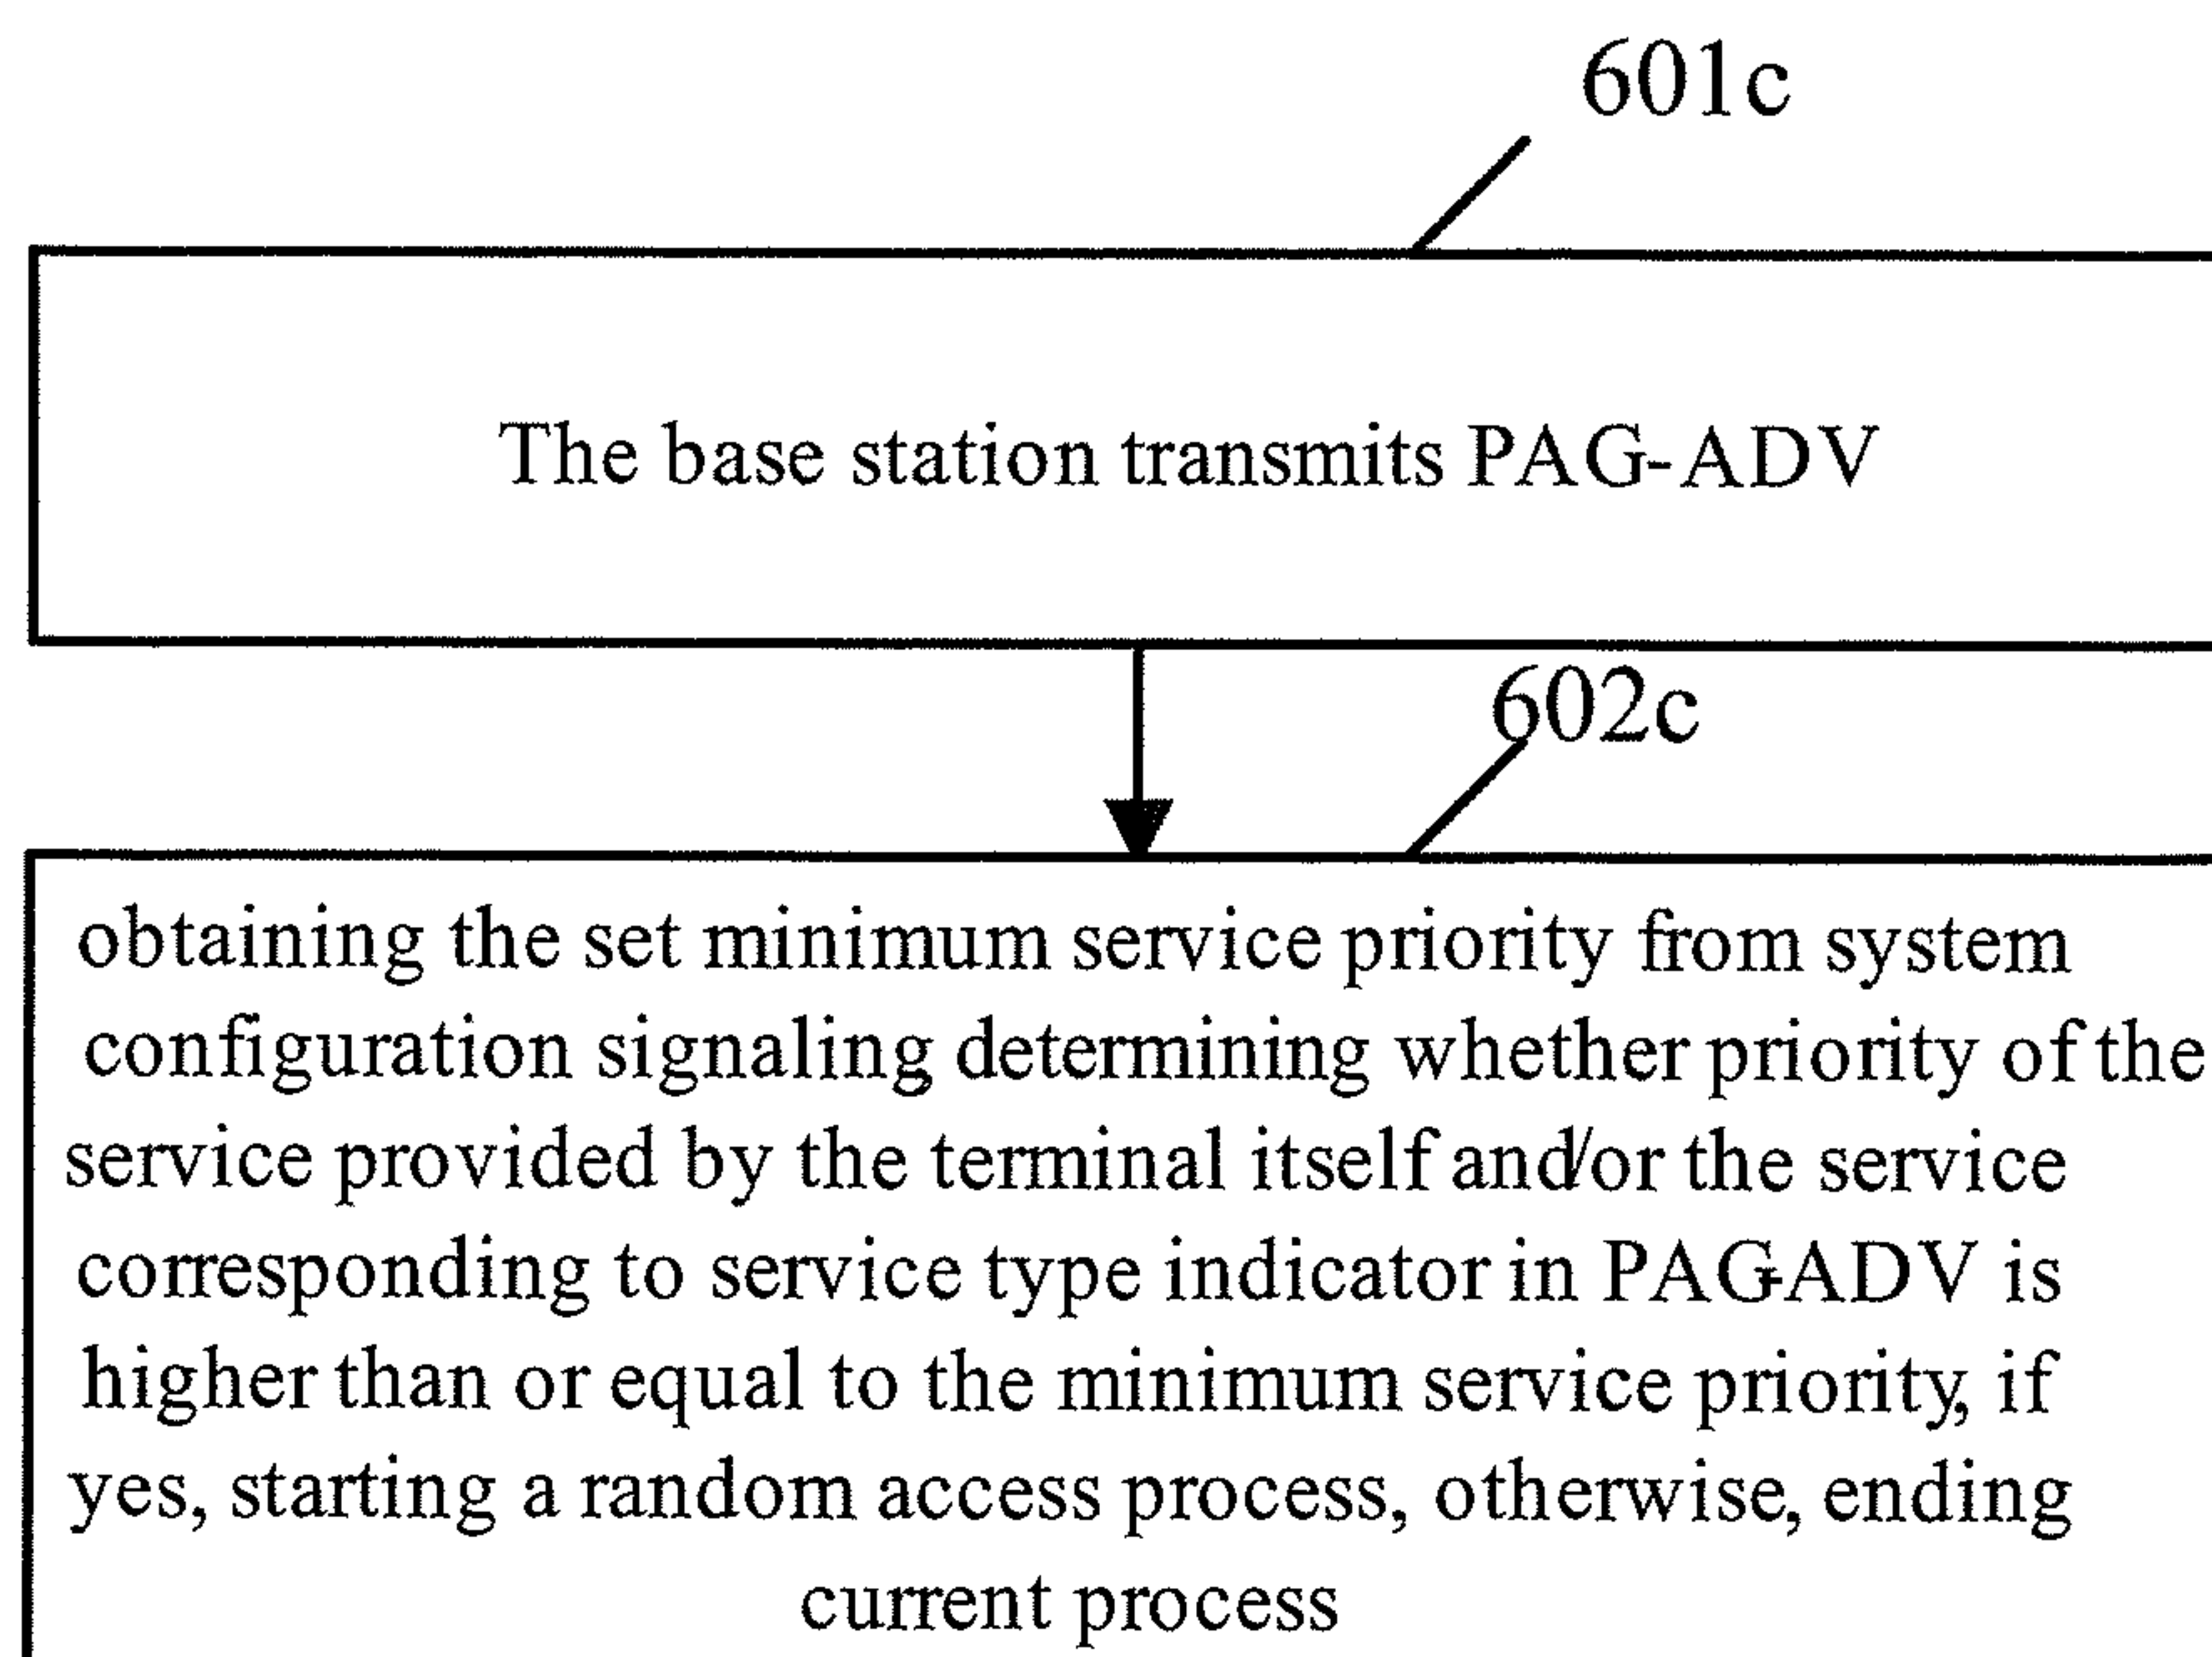 601c
The base station transmits PAG-ADV
602c
obtaining the set minimum service priority from system
configuration signaling, determining whether priority of the
service provided by the terminal itself and/or the service
corresponding to service type indicator in PAG-ADV is
higher than or equal to the minimum service priority, if
yes, starting a random access process, otherwise, ending
current process